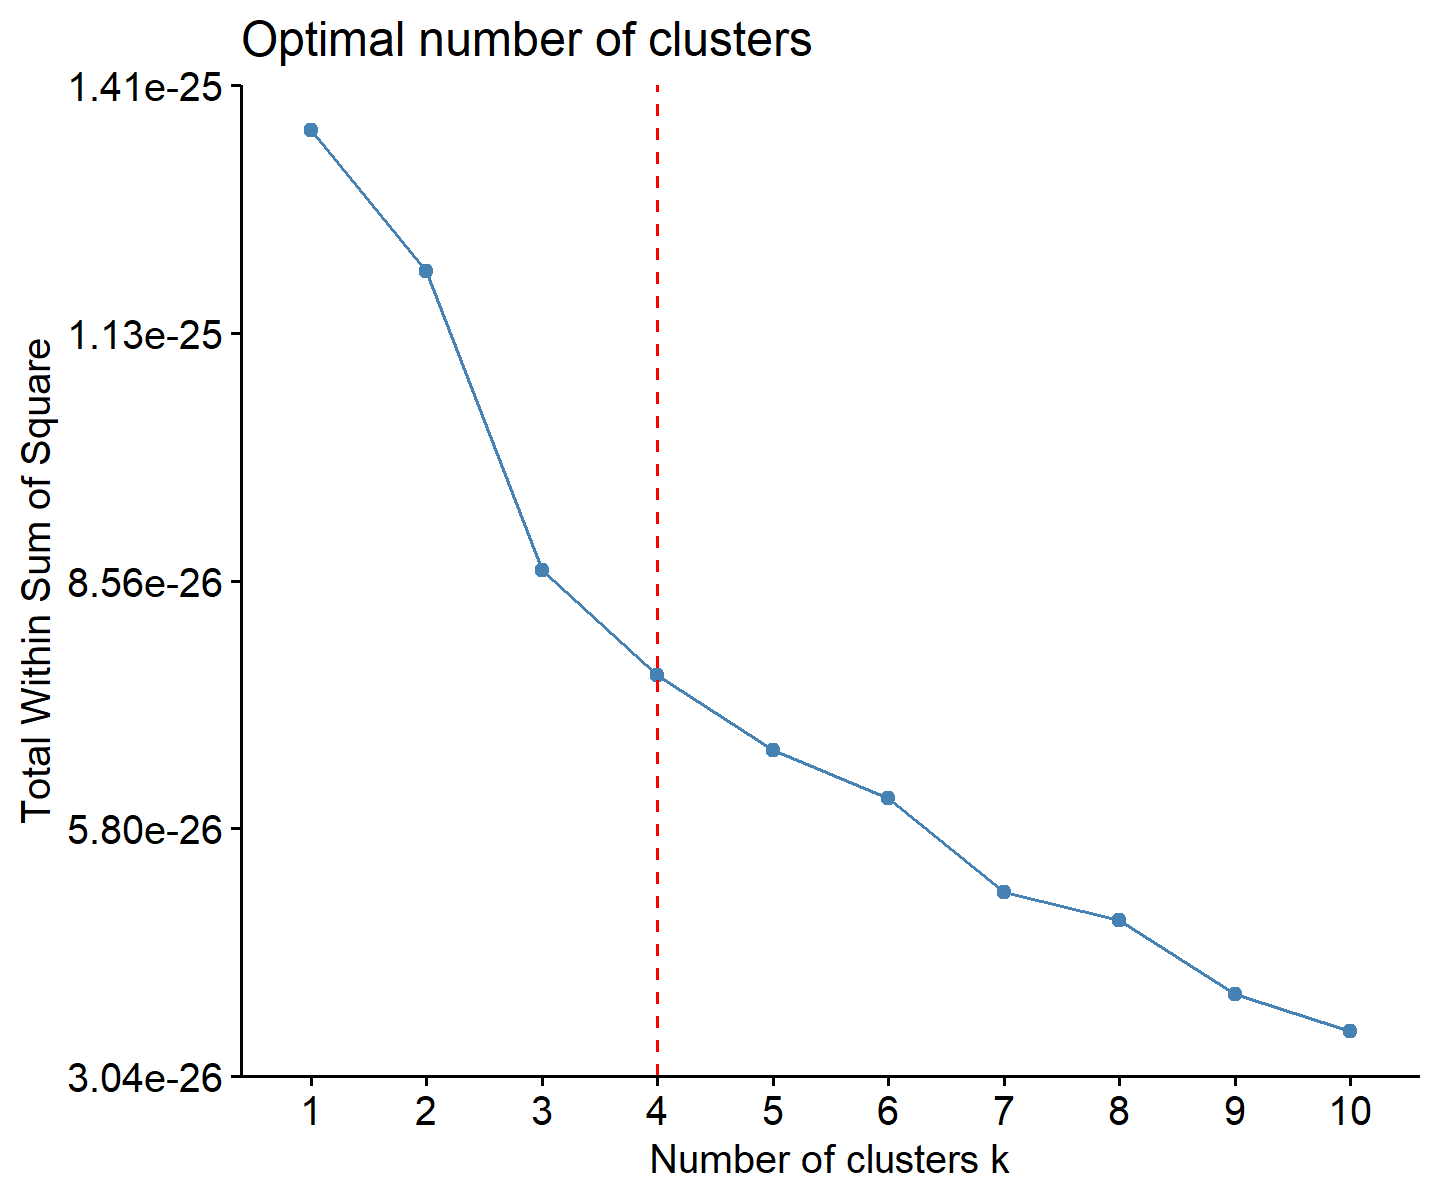 Optimal number of clusters
1.41e-25
1.13e-25
8.56e-26
5.80e-26
3.04e-26
Total Within Sum of Square
1 2 3 4 5 6 7 8 9 10
Number of clusters k